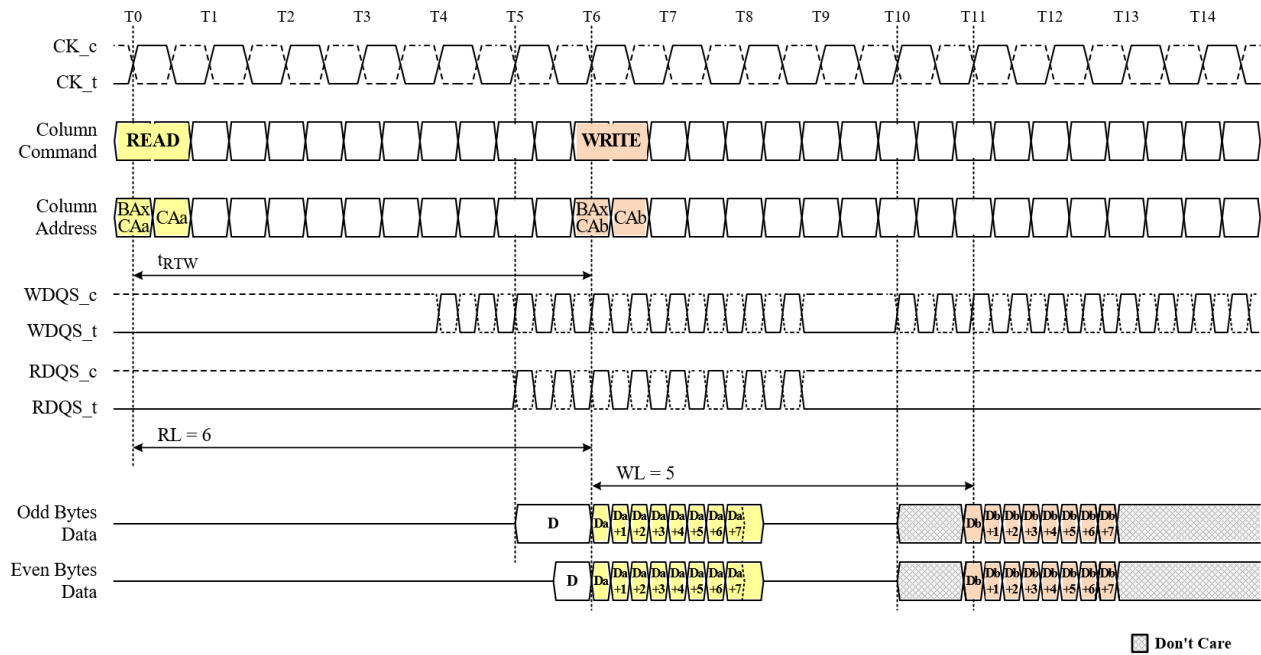 T0 T1 T2 T3 T4 T5 T6 T7 T8 T9 T10 T11 T12 T13 T14
CK_c
CK_t
Column
Command
READ WRITE
Column
Address
BAx
CAa
CAa
BAx
CAb
CAb
tRTW
WDQS_c
WDQS_t
RDQS_c
RDQS_t
RL = 6
WL = 5
Odd Bytes
Data
D Da Da+1 Da+2 Da+3 Da+4 Da+5 Da+6 Da+7 Db Db+1 Db+2 Db+3 Db+4 Db+5 Db+6 Db+7
Even Bytes
Data
D Da Da+1 Da+2 Da+3 Da+4 Da+5 Da+6 Da+7 Db Db+1 Db+2 Db+3 Db+4 Db+5 Db+6 Db+7
Don't Care